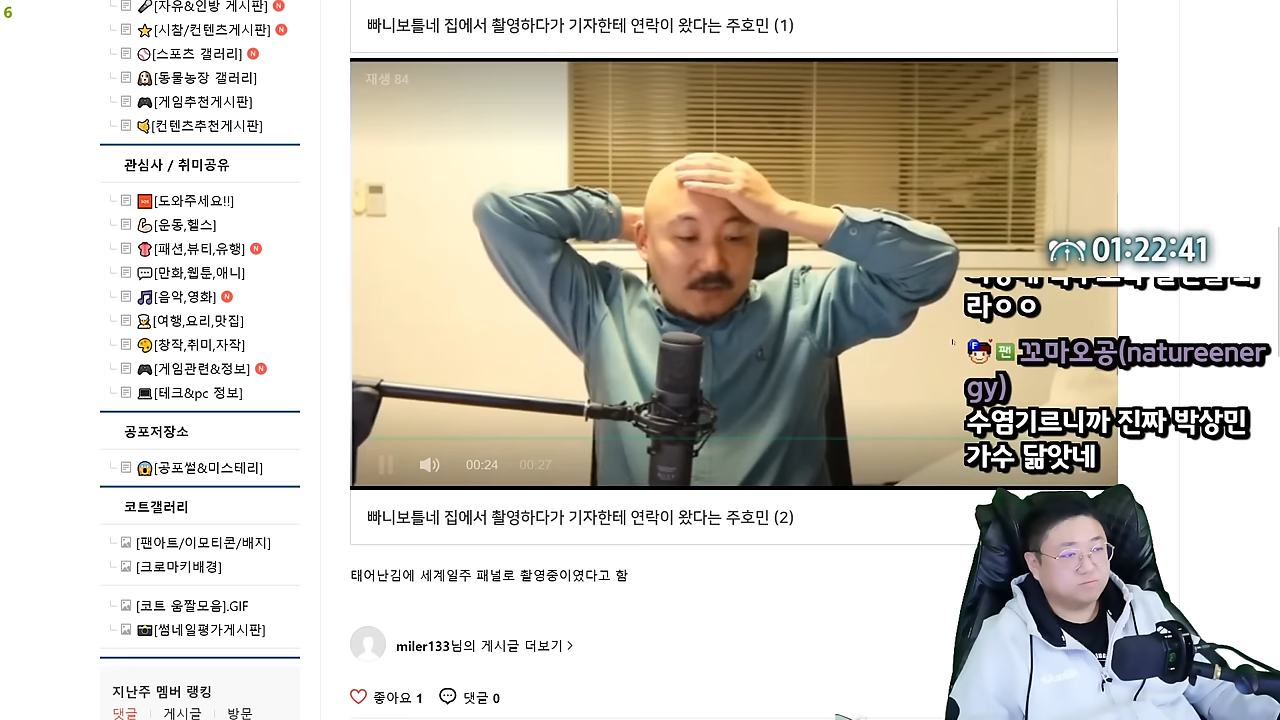 6
[자유&인방 게시판] N
[시참/컨텐츠게시판] N
[스포츠 갤러리] N
[동물농장 갤러리]
[게임추천게시판]
[컨텐츠추천게시판]
관심사 / 취미공유
[도와주세요!!]
[운동,헬스]
[패션,뷰티,유행] N
[만화,웹툰,애니]
[음악,영화] N
[여행,요리,맛집]
[창작,취미,자작]
[게임관련&정보] N
[테크&pc 정보]
공포저장소
[공포썰&미스테리]
코트갤러리
[팬아트/이모티콘/배지]
[크로마키배경]
[코트 움짤모음].GIF
[썸네일평가게시판]
지난주 멤버 랭킹
댓글 게시글 방문
빠니보틀네 집에서 촬영하다가 기자한테 연락이 왔다는 주호민 (1)
재생 84
00:24 00:27
빠니보틀네 집에서 촬영하다가 기자한테 연락이 왔다는 주호민 (2)
태어난김에 세계일주 패널로 촬영중이였다고 함
miler133님의 게시글 더보기 >
좋아요 1 댓글 0
01:22:41
라ㅇㅇ
팬 꼬마오공(natureener
gy)
수염기르니까 진짜 박상민
가수 닮앗네